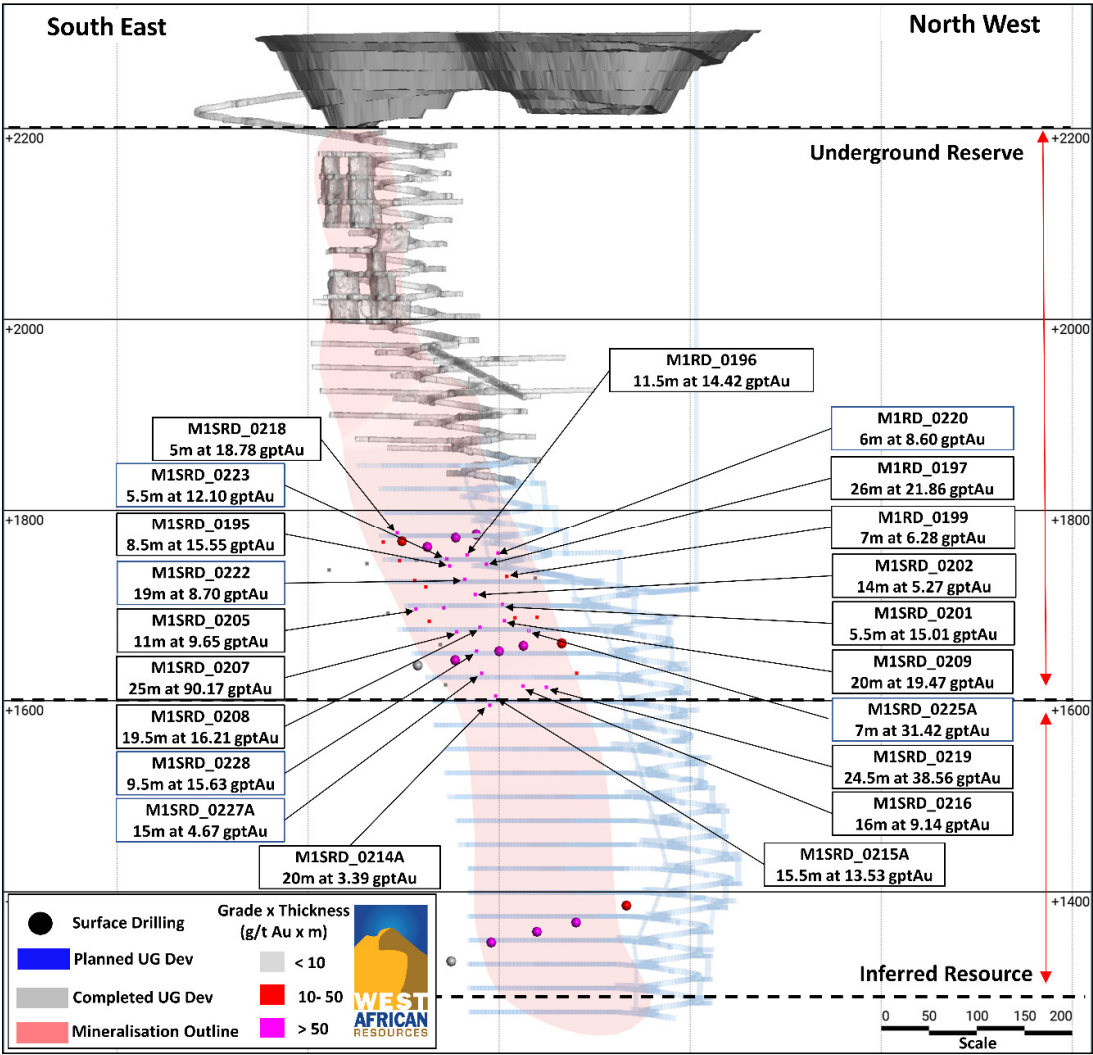 South East
North West
+2200
+2200
Underground Reserve
+2000
+2000
M1RD_0196
11.5m at 14.42 gptAu
M1SRD_0218
5m at 18.78 gptAu
M1RD_0220
6m at 8.60 gptAu
M1SRD_0223
5.5m at 12.10 gptAu
M1RD_0197
26m at 21.86 gptAu
+1800
+1800
M1SRD_0195
8.5m at 15.55 gptAu
M1RD_0199
7m at 6.28 gptAu
M1SRD_0222
19m at 8.70 gptAu
M1SRD_0202
14m at 5.27 gptAu
M1SRD_0205
11m at 9.65 gptAu
M1SRD_0201
5.5m at 15.01 gptAu
M1SRD_0207
25m at 90.17 gptAu
M1SRD_0209
20m at 19.47 gptAu
+1600
+1600
M1SRD_0208
19.5m at 16.21 gptAu
M1SRD_0225A
7m at 31.42 gptAu
M1SRD_0228
9.5m at 15.63 gptAu
M1SRD_0219
24.5m at 38.56 gptAu
M1SRD_0227A
15m at 4.67 gptAu
M1SRD_0216
16m at 9.14 gptAu
M1SRD_0214A
20m at 3.39 gptAu
M1SRD_0215A
15.5m at 13.53 gptAu
+1400
Surface Drilling
Planned UG Dev
Completed UG Dev
Mineralisation Outline
Grade x Thickness
(g/t Au x m)
< 10
10- 50
> 50
WEST
AFRICAN
RESOURCES
Inferred Resource
0 50 100 150 200
Scale